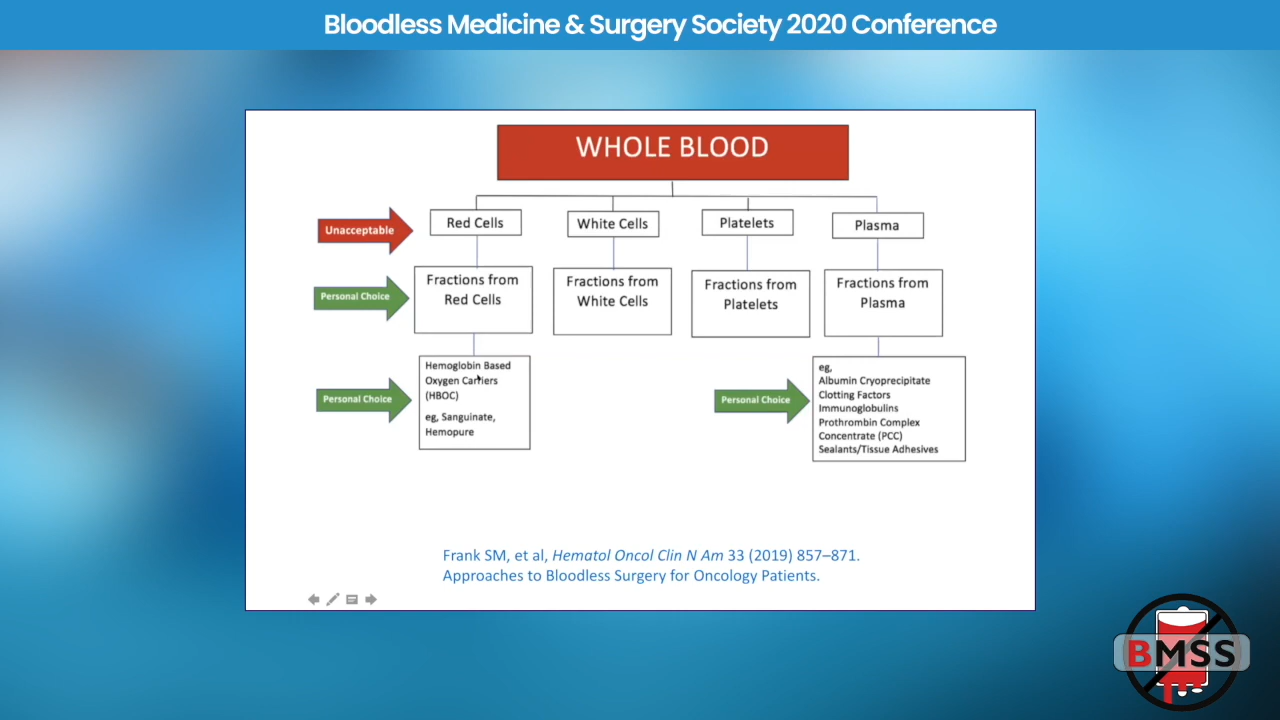 Bloodless Medicine & Surgery Society 2020 Conference
WHOLE BLOOD
Unacceptable
Red Cells
White Cells
Platelets
Plasma
Personal Choice
Fractions from
Red Cells
Fractions from
White Cells
Fractions from
Platelets
Fractions from
Plasma
Personal Choice
Hemoglobin Based
Oxygen Carriers
(HBOC)
eg, Sanguinate,
Hemopure
Personal Choice
eg,
Albumin Cryoprecipitate
Clotting Factors
Immunoglobulins
Prothrombin Complex
Concentrate (PCC)
Sealants/Tissue Adhesives
Frank SM, et al, Hematol Oncol Clin N Am 33 (2019) 857–871.
Approaches to Bloodless Surgery for Oncology Patients.
BMSS